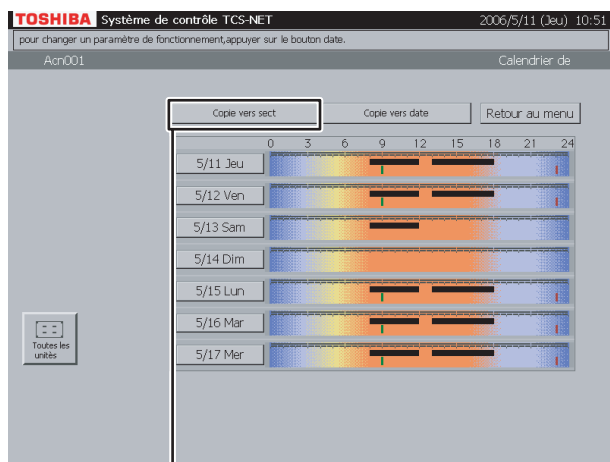 TOSHIBA Système de contrôle TCS-NET 2006/5/11 (Jeu) 10:51
pour changer un paramètre de fonctionnement,appuyer sur le bouton date.
Acn001 Calendrier de
Copie vers sect Copie vers date Retour au menu
0 3 6 9 12 15 18 21 24
5/11 Jeu
5/12 Ven
5/13 Sam
5/14 Dim
5/15 Lun
5/16 Mar
5/17 Mer
Toutes les
unités